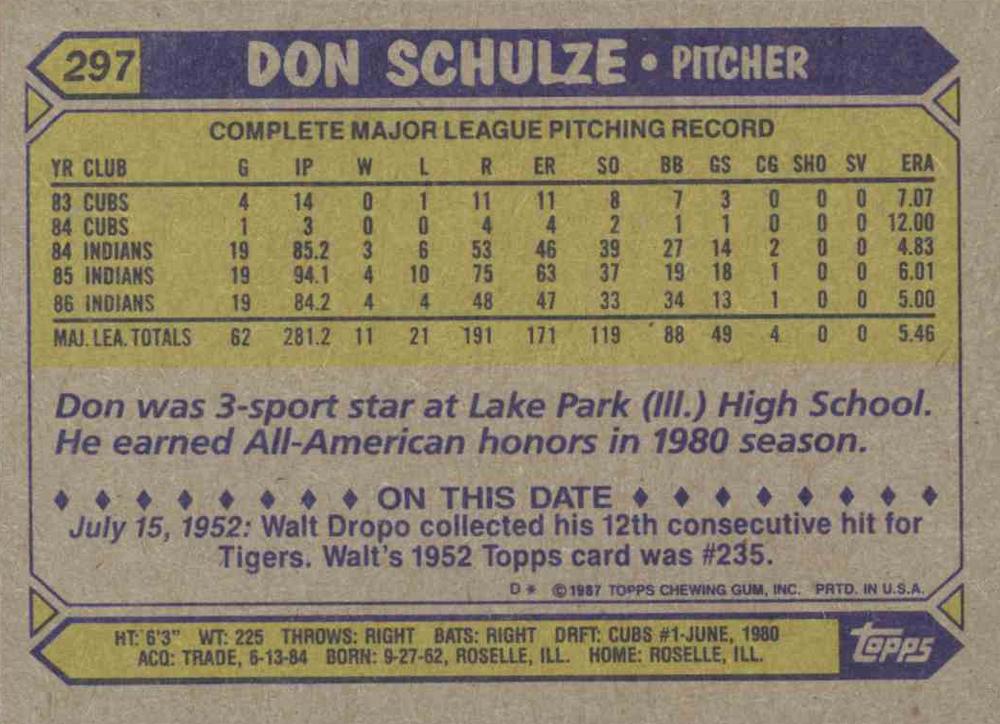 297 DON SCHULZE • PITCHER
COMPLETE MAJOR LEAGUE PITCHING RECORD
YR CLUB G IP W L R ER SO BB GS CG SHO SV ERA
83 CUBS 4 14 0 1 11 11 8 7 3 0 0 0 7.07
84 CUBS 1 3 0 0 4 4 2 1 1 0 0 0 12.00
84 INDIANS 19 85.2 3 6 53 46 39 27 14 2 0 0 4.83
85 INDIANS 19 94.1 4 10 75 63 37 19 18 1 0 0 6.01
86 INDIANS 19 84.2 4 4 48 47 33 34 13 1 0 0 5.00
MAJ. LEA. TOTALS 62 281.2 11 21 191 171 119 88 49 4 0 0 5.46
Don was 3-sport star at Lake Park (Ill.) High School.
He earned All-American honors in 1980 season.
♦ ♦ ♦ ♦ ♦ ♦ ♦ ♦ ON THIS DATE ♦ ♦ ♦ ♦ ♦ ♦ ♦ ♦
July 15, 1952: Walt Dropo collected his 12th consecutive hit for
Tigers. Walt's 1952 Topps card was #235.
D * © 1987 TOPPS CHEWING GUM, INC. PRTD. IN U.S.A.
HT: 6'3" WT: 225 THROWS: RIGHT BATS: RIGHT DRFT: CUBS #1-JUNE, 1980
ACQ: TRADE, 6-13-84 BORN: 9-27-62, ROSELLE, ILL. HOME: ROSELLE, ILL.
topps